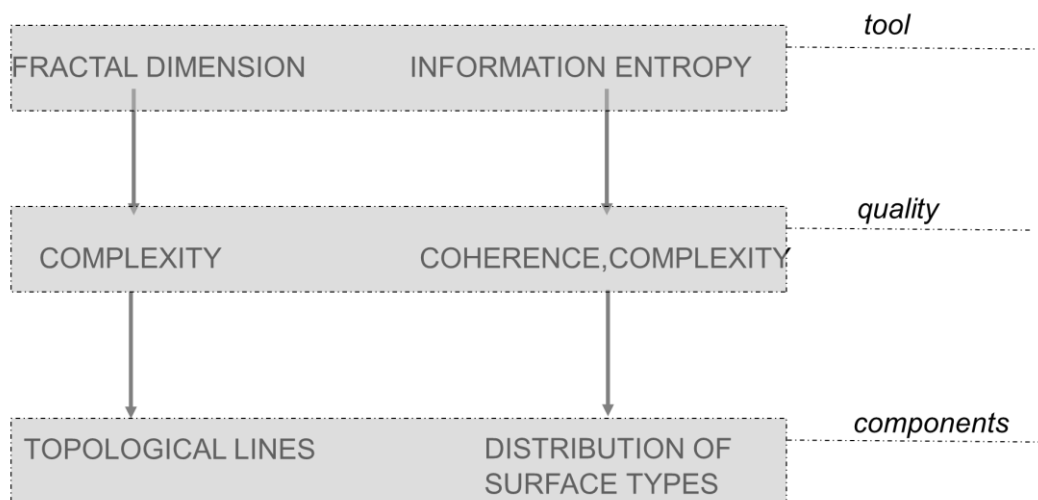 tool
FRACTAL DIMENSION
INFORMATION ENTROPY
quality
COMPLEXITY
COHERENCE,COMPLEXITY
components
TOPOLOGICAL LINES
DISTRIBUTION OF
SURFACE TYPES